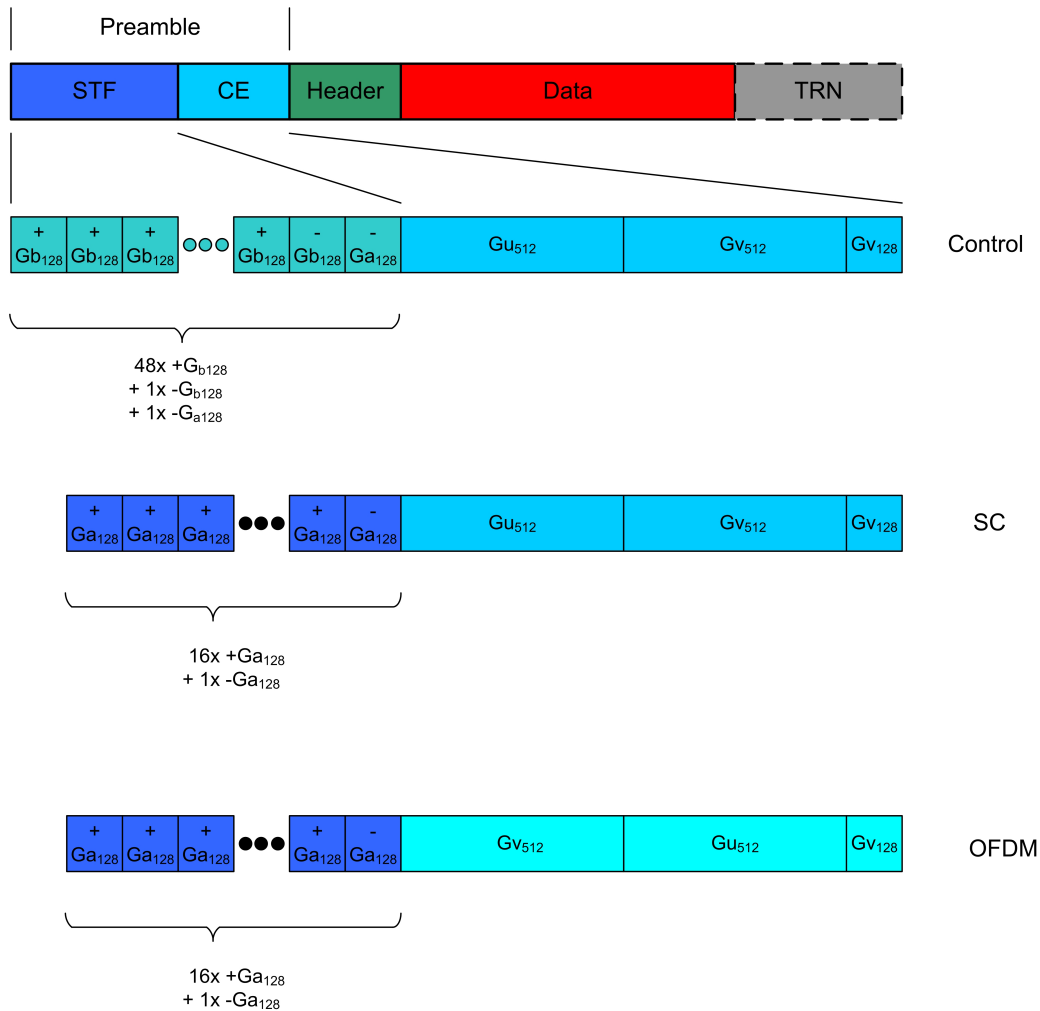 Preamble
STF CE Header Data TRN
+ + + + - -
Gb128 Gb128 Gb128 Gb128 Gb128 Ga128 Gu512 Gv512 Gv128 Control
48x +Gb128
+ 1x -Gb128
+ 1x -Ga128
+ + + + -
Ga128 Ga128 Ga128 Ga128 Ga128 Gu512 Gv512 Gv128 SC
16x +Ga128
+ 1x -Ga128
+ + + + -
Ga128 Ga128 Ga128 Ga128 Ga128 Gv512 Gu512 Gv128 OFDM
16x +Ga128
+ 1x -Ga128